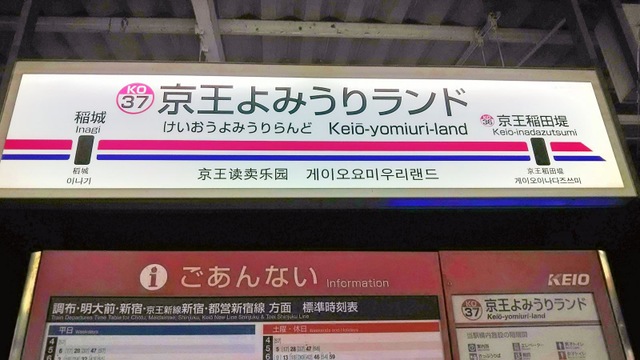 KO
37
京王よみうりランド
けいおうよみうりらんど Keiō-yomiuri-land
稲城
Inagi
京王稲田堤
Keiō-inadazutsumi
稻城
이나기
京王读卖乐园 게이오요미우리랜드
京王稻田堤
게이오이나다즈쓰미
ごあんない Information
KEIO
調布・明大前・新宿・京王新線新宿・都営新宿線 方面 標準時刻表
平日
土曜・休日
KO
37
京王よみうりランド
Keiō-yomiuri-land